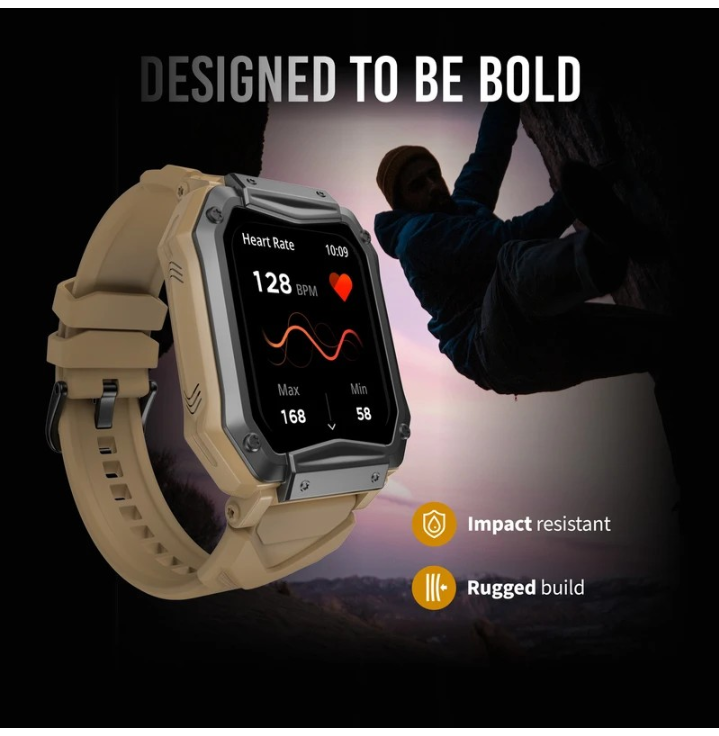 DESIGNED TO BE BOLD
Heart Rate
10:09
128 BPM
Max
Min
168
58
Impact resistant
Rugged build